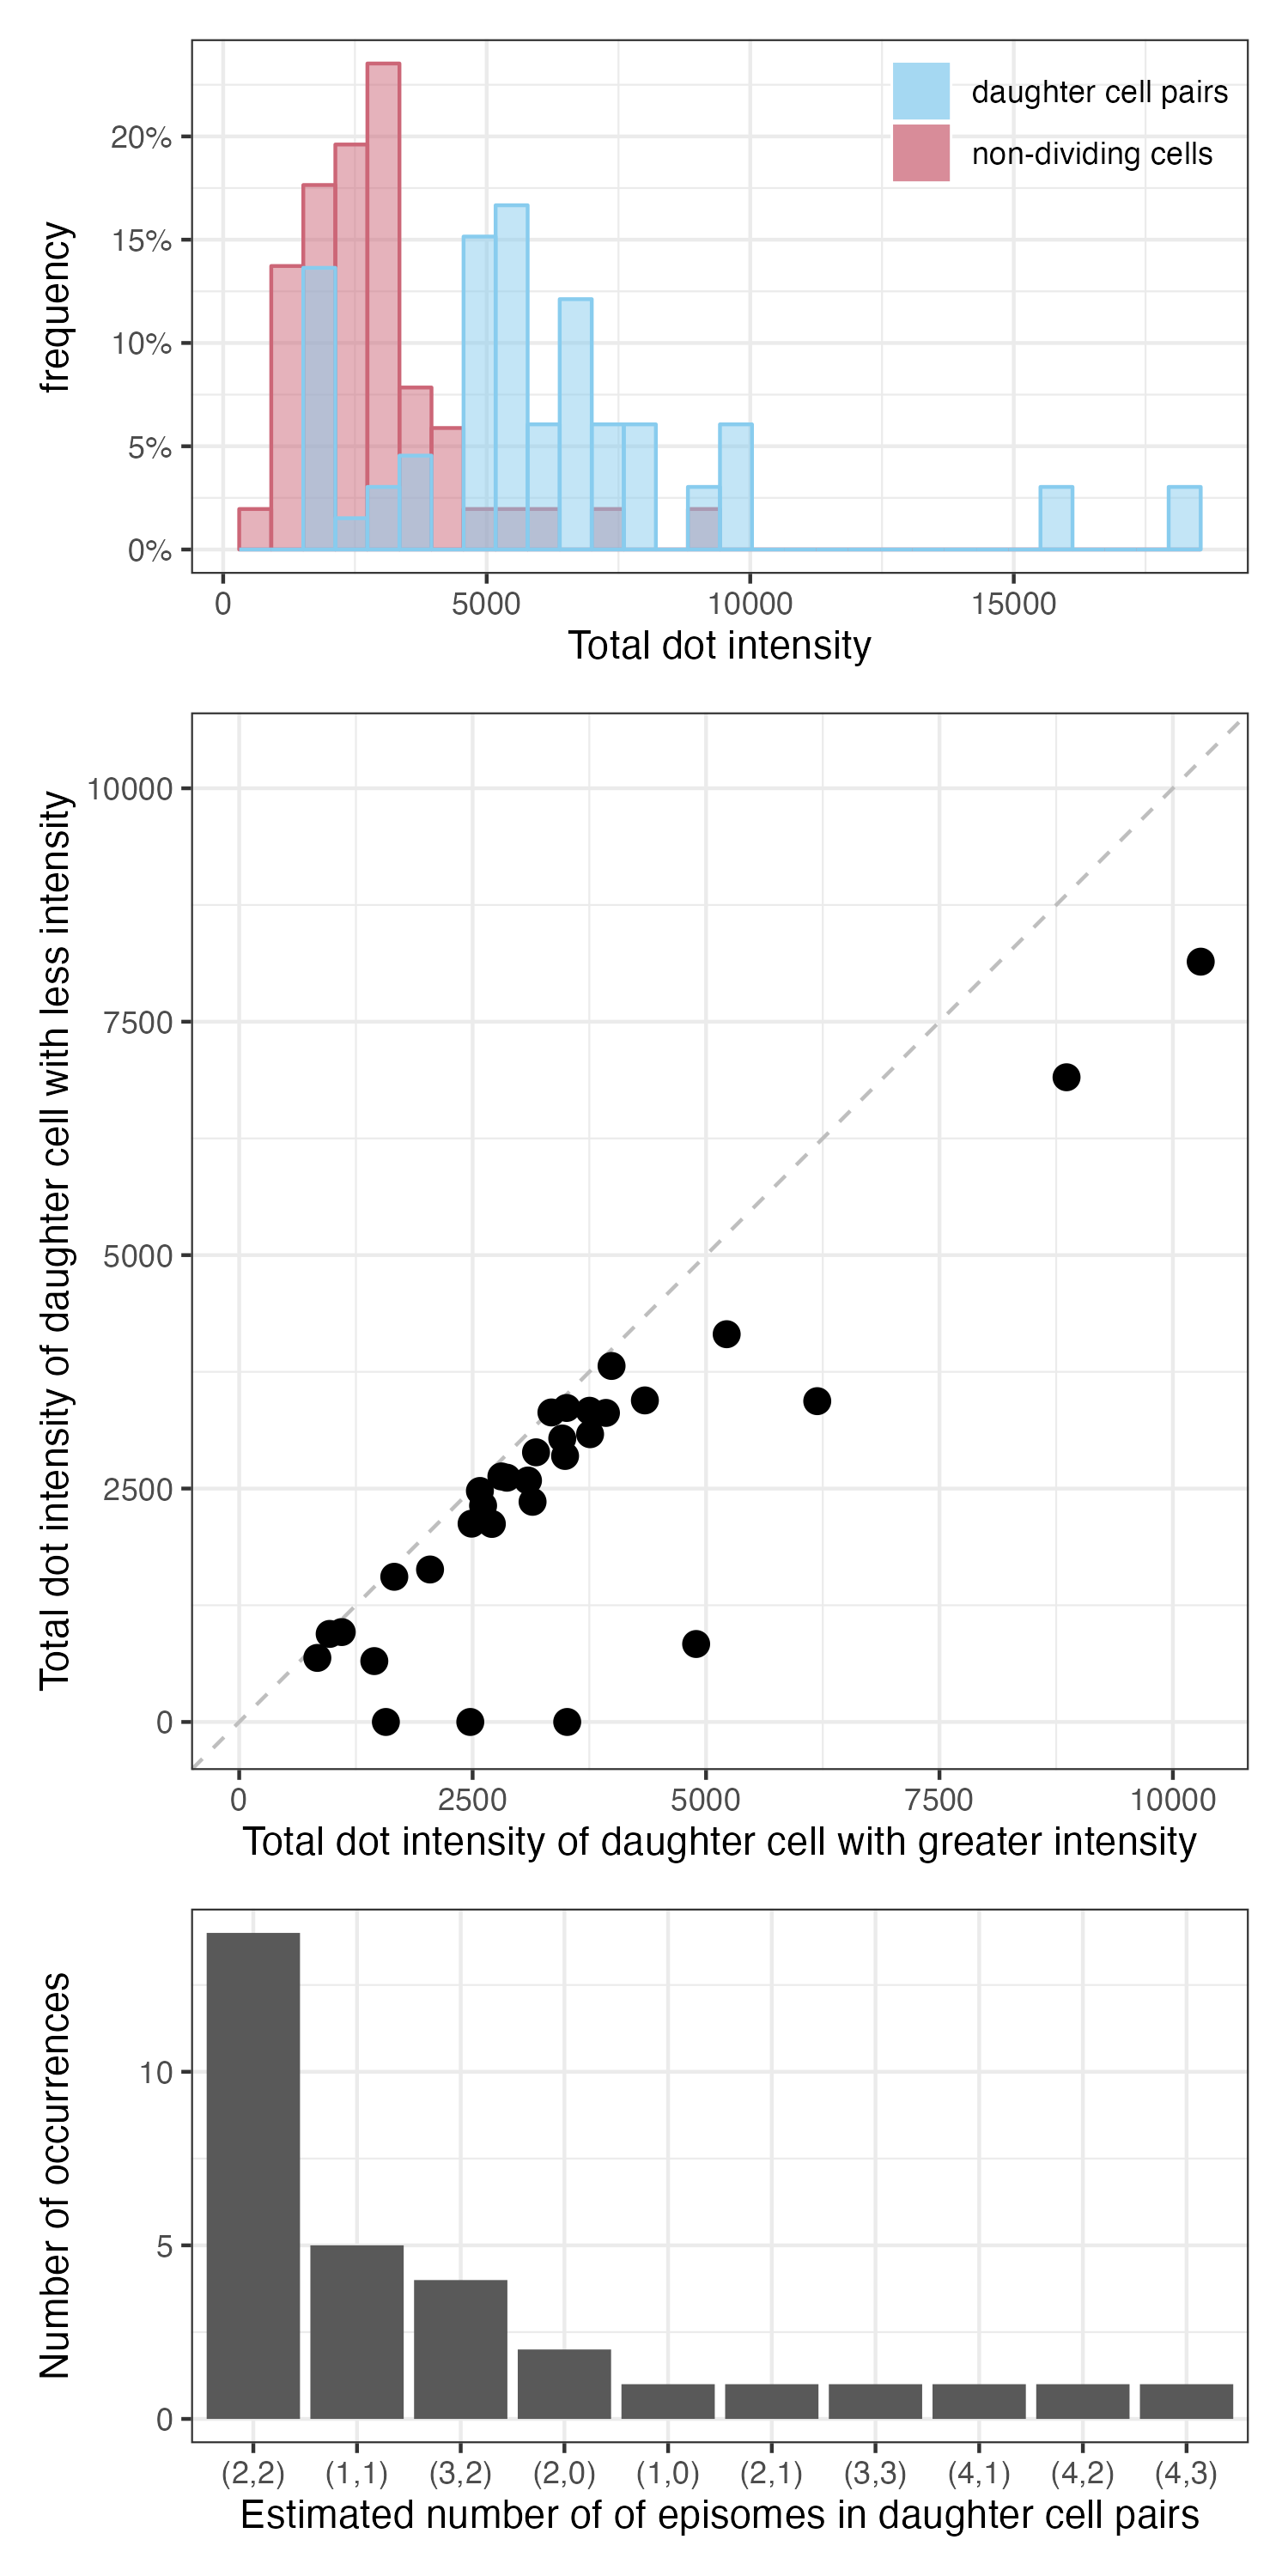 daughter cell pairs
non-dividing cells
frequency
20%
15%
10%
5%
0%
0 5000 10000 15000
Total dot intensity
Total dot intensity of daughter cell with less intensity
10000
7500
5000
2500
0
0 2500 5000 7500 10000
Total dot intensity of daughter cell with greater intensity
Number of occurrences
10
5
0
(2,2) (1,1) (3,2) (2,0) (1,0) (2,1) (3,3) (4,1) (4,2) (4,3)
Estimated number of of episomes in daughter cell pairs